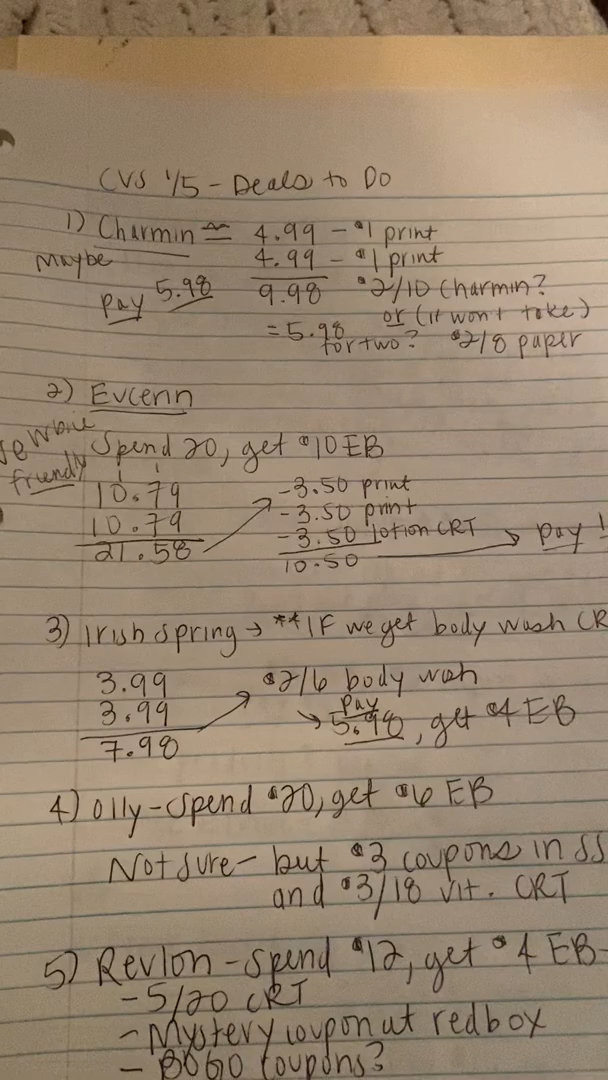 CVS 1/5 - Deals to Do
1) Charmin 4.99 - $1 print
Maybe 4.99 - $1 print
Pay 5.98 9.98 $2/10 Charmin?
or (it won't take)
= 5.98 for two? $2/8 paper
2) Eucerin
Newbie friendly
Spend 20, get $10 EB
10.79 -3.50 print
10.79 -3.50 print
21.58 -3.50 lotion CRT
10.50 → pay
3) Irish Spring → **IF we get body wash CR
3.99 $2/6 body wash
3.99 Pay
7.98 → 5.98, get $4 EB
4) Olly - Spend $20, get $6 EB
Not sure - but $3 coupons in SS
and $3/18 vit. CRT
5) Revlon - Spend $12, get $4 EB -
- 5/20 CRT
- Mystery coupon at redbox
- BOGO coupons?